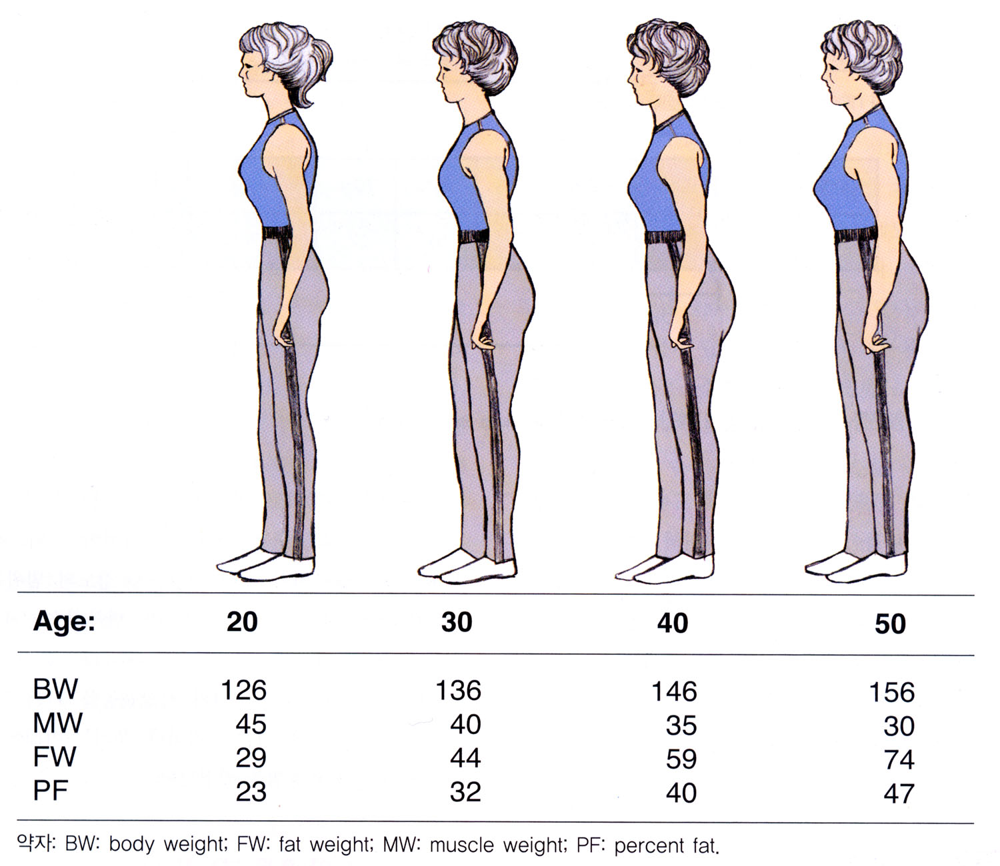 Age: 20 30 40 50
BW 126 136 146 156
MW 45 40 35 30
FW 29 44 59 74
PF 23 32 40 47
약자: BW: body weight; FW: fat weight; MW: muscle weight; PF: percent fat.